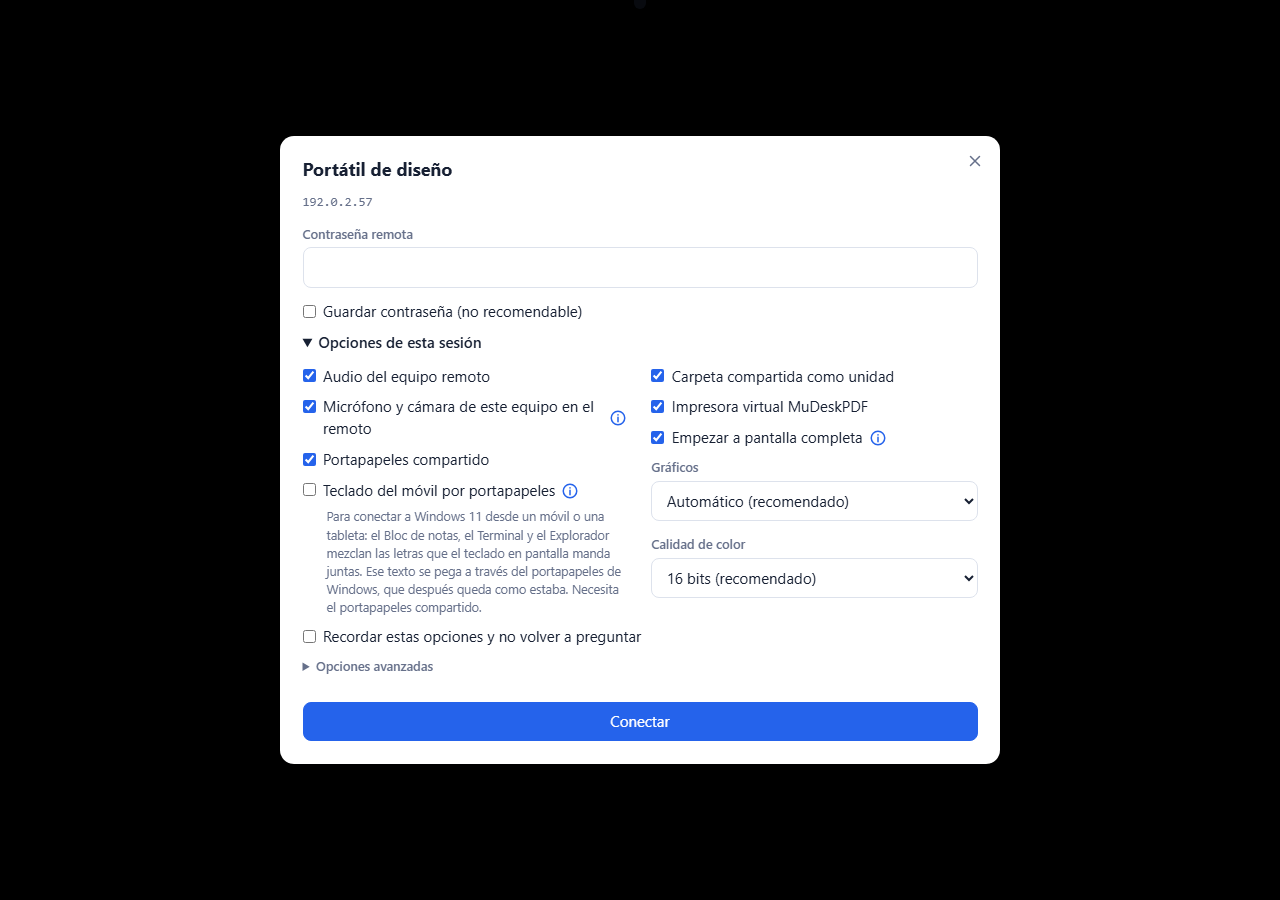 Portátil de diseño
192.0.2.57
Contraseña remota
Guardar contraseña (no recomendable)
Opciones de esta sesión
Audio del equipo remoto
Micrófono y cámara de este equipo en el
remoto
Portapapeles compartido
Teclado del móvil por portapapeles
Para conectar a Windows 11 desde un móvil o una
tableta: el Bloc de notas, el Terminal y el Explorador
mezclan las letras que el teclado en pantalla manda
juntas. Ese texto se pega a través del portapapeles de
Windows, que después queda como estaba. Necesita
el portapapeles compartido.
Carpeta compartida como unidad
Impresora virtual MuDeskPDF
Empezar a pantalla completa
Gráficos
Automático (recomendado)
Calidad de color
16 bits (recomendado)
Recordar estas opciones y no volver a preguntar
Opciones avanzadas
Conectar